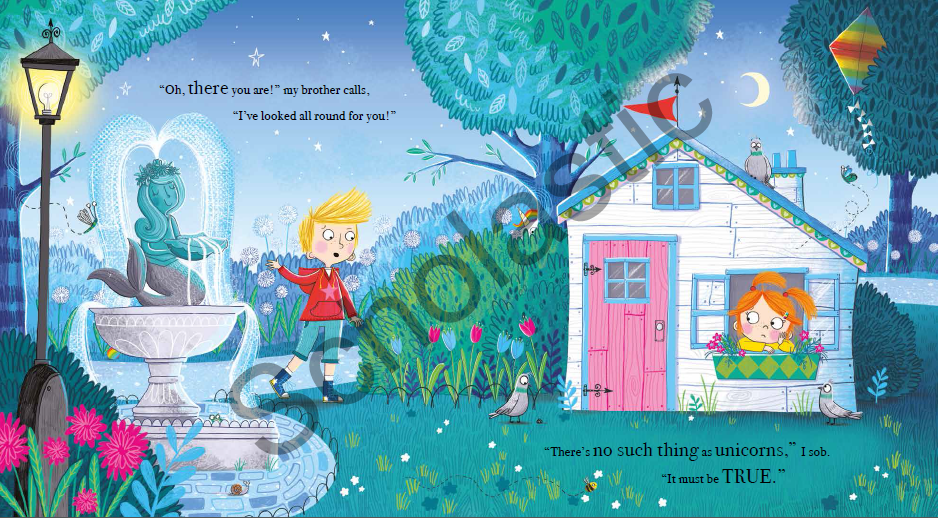 “Oh, there you are!” my brother calls,
“I’ve looked all round for you!”
Scholastic
“There’s no such thing as unicorns,” I sob.
“It must be TRUE.”